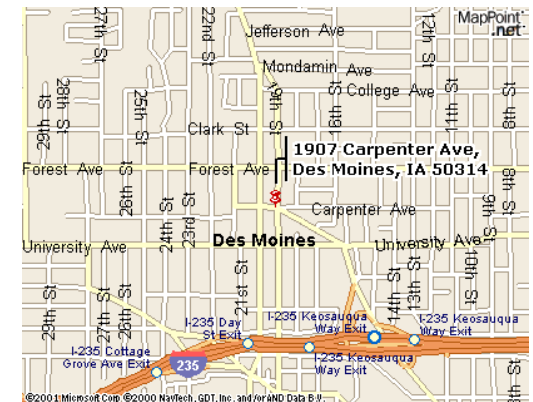 MapPoint
.net
Jefferson Ave
22nd St
12th St
Mondamin Ave
College Ave
28th St
29th St
25th St
19th St
16th St
11th St
8th St
Clark St
1907 Carpenter Ave,
Des Moines, IA 50314
Forest Ave
Forest Ave
26th St
24th St
23rd St
Carpenter Ave
9th St
8th St
University Ave
Des Moines
University Ave
29th St
27th St
26th St
21st St
14th St
13th St
10th St
I-235 Day
St Exit
I-235 Keosauqua
Way Exit
I-235 Keosauqua
Way Exit
I-235 Cottage
Grove Ave Exit
235
I-235 Keosauqua
Way Exit
©2001 Microsoft Corp ©2000 NavTech, GDT, Inc. and/or AND Data B.V.